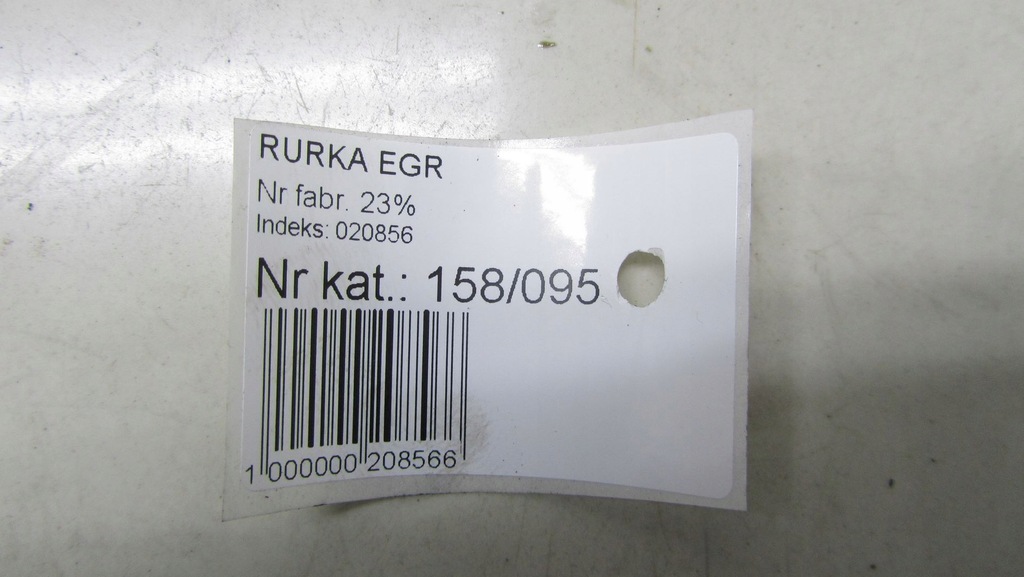 RURKA EGR
Nr fabr. 23%
Indeks: 020856
Nr kat.: 158/095
1 000000 208566